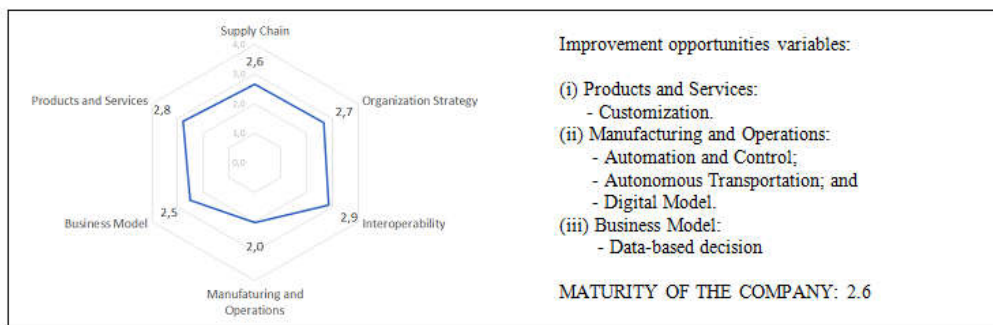 Supply Chain
4,0
2,6
3,0
Products and Services
2,8
2,0
2,7
Organization Strategy
1,0
0,0
Business Model
2,5
2,9
Interoperability
2,0
Manufaturing and
Operations
Improvement opportunities variables:
(i) Products and Services:
- Customization.
(ii) Manufacturing and Operations:
- Automation and Control;
- Autonomous Transportation; and
- Digital Model.
(iii) Business Model:
- Data-based decision
MATURITY OF THE COMPANY: 2.6